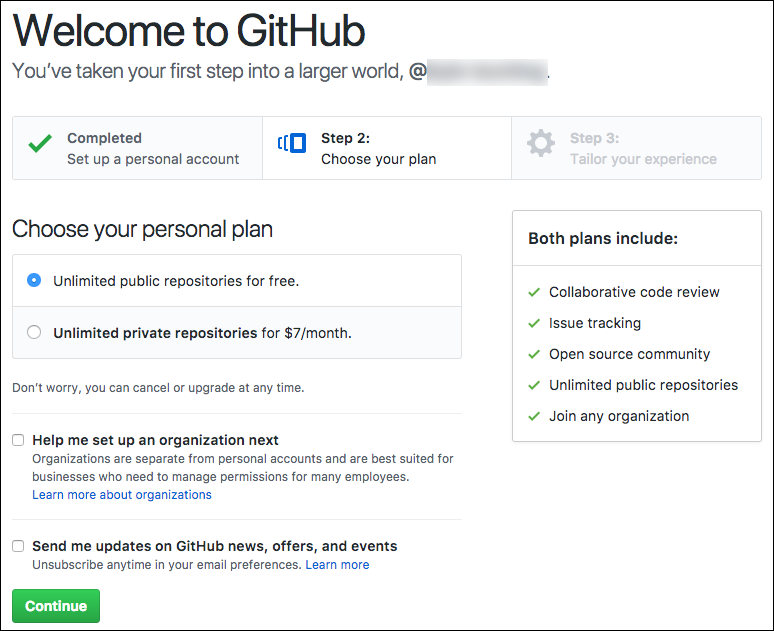 Welcome to GitHub
You've taken your first step into a larger world, @
Completed
Set up a personal account
Step 2:
Choose your plan
Step 3:
Tailor your experience
Choose your personal plan
Unlimited public repositories for free.
Unlimited private repositories for $7/month.
Don't worry, you can cancel or upgrade at any time.
Help me set up an organization next
Organizations are separate from personal accounts and are best suited for
businesses who need to manage permissions for many employees.
Learn more about organizations
Send me updates on GitHub news, offers, and events
Unsubscribe anytime in your email preferences. Learn more
Continue
Both plans include:
Collaborative code review
Issue tracking
Open source community
Unlimited public repositories
Join any organization